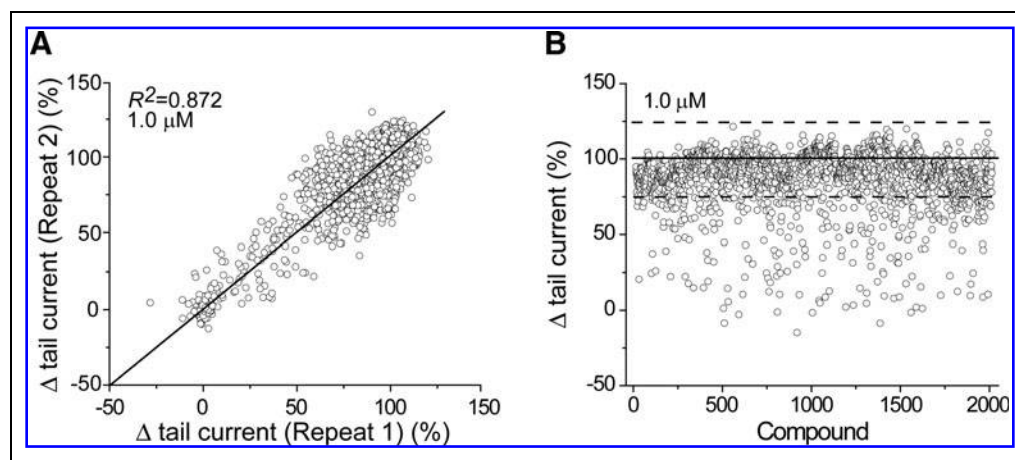 A
R²=0.872
1.0 μM
150
100
50
0
-50
Δ tail current (Repeat 2) (%)
-50 0 50 100 150
Δ tail current (Repeat 1) (%)
B
1.0 μM
150
100
50
0
-50
Δ tail current (%)
0 500 1000 1500 2000
Compound